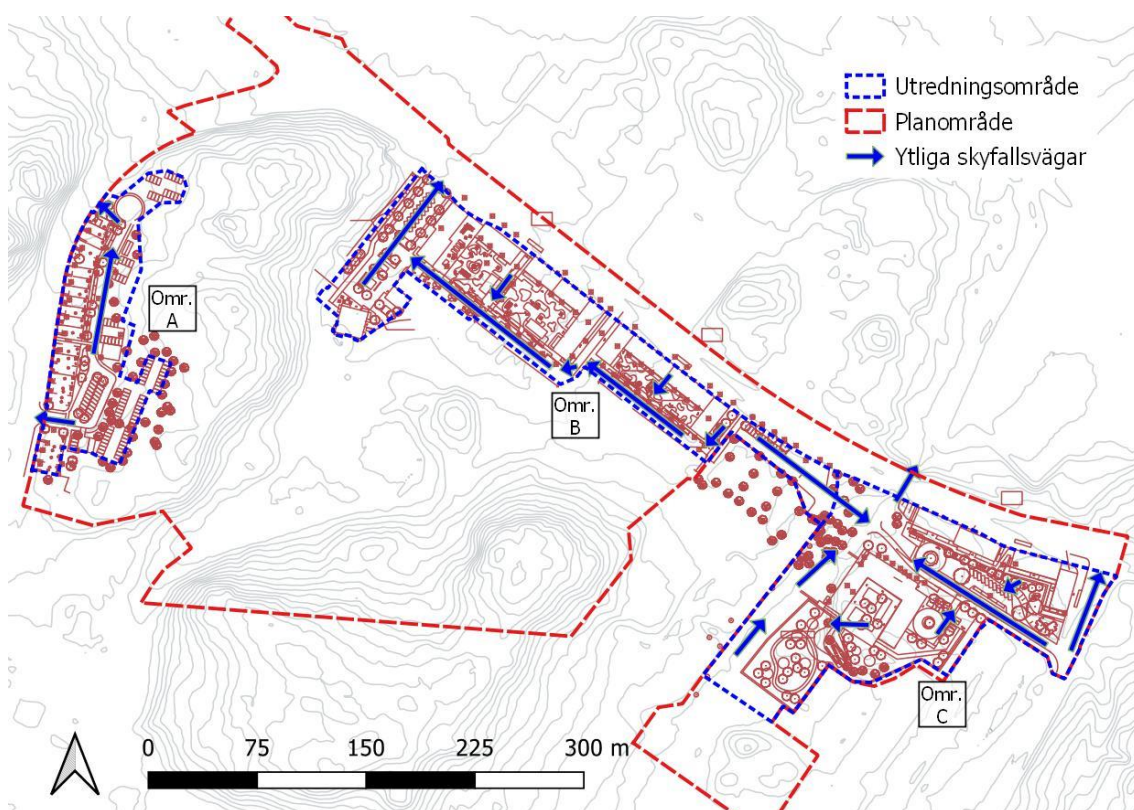 Utredningsområde
Planområde
Ytliga skyfallsvägar
Omr.
A
Omr.
B
Omr.
C
0 75 150 225 300 m